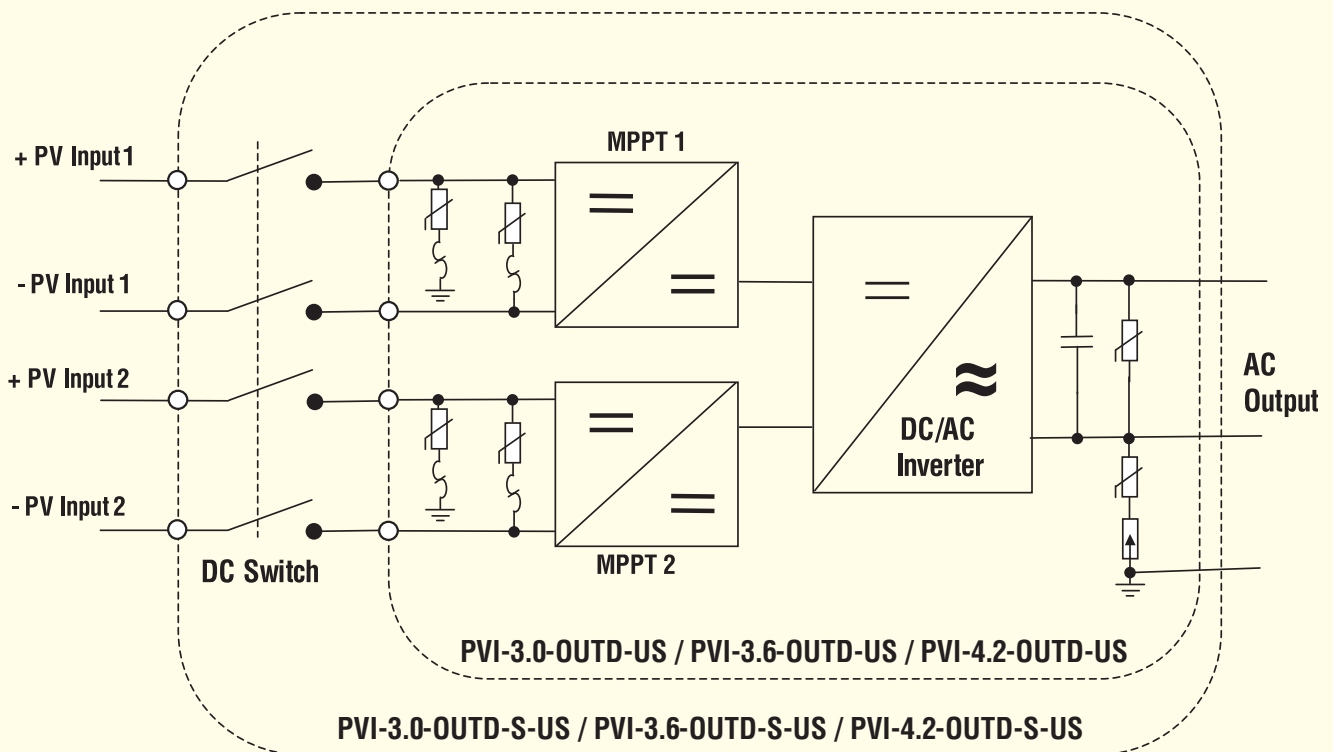 MPPT 1
+ PV Input 1
- PV Input 1
+ PV Input 2
- PV Input 2
DC Switch
MPPT 2
DC/AC
Inverter
AC
Output
PVI-3.0-OUTD-US / PVI-3.6-OUTD-US / PVI-4.2-OUTD-US
PVI-3.0-OUTD-S-US / PVI-3.6-OUTD-S-US / PVI-4.2-OUTD-S-US